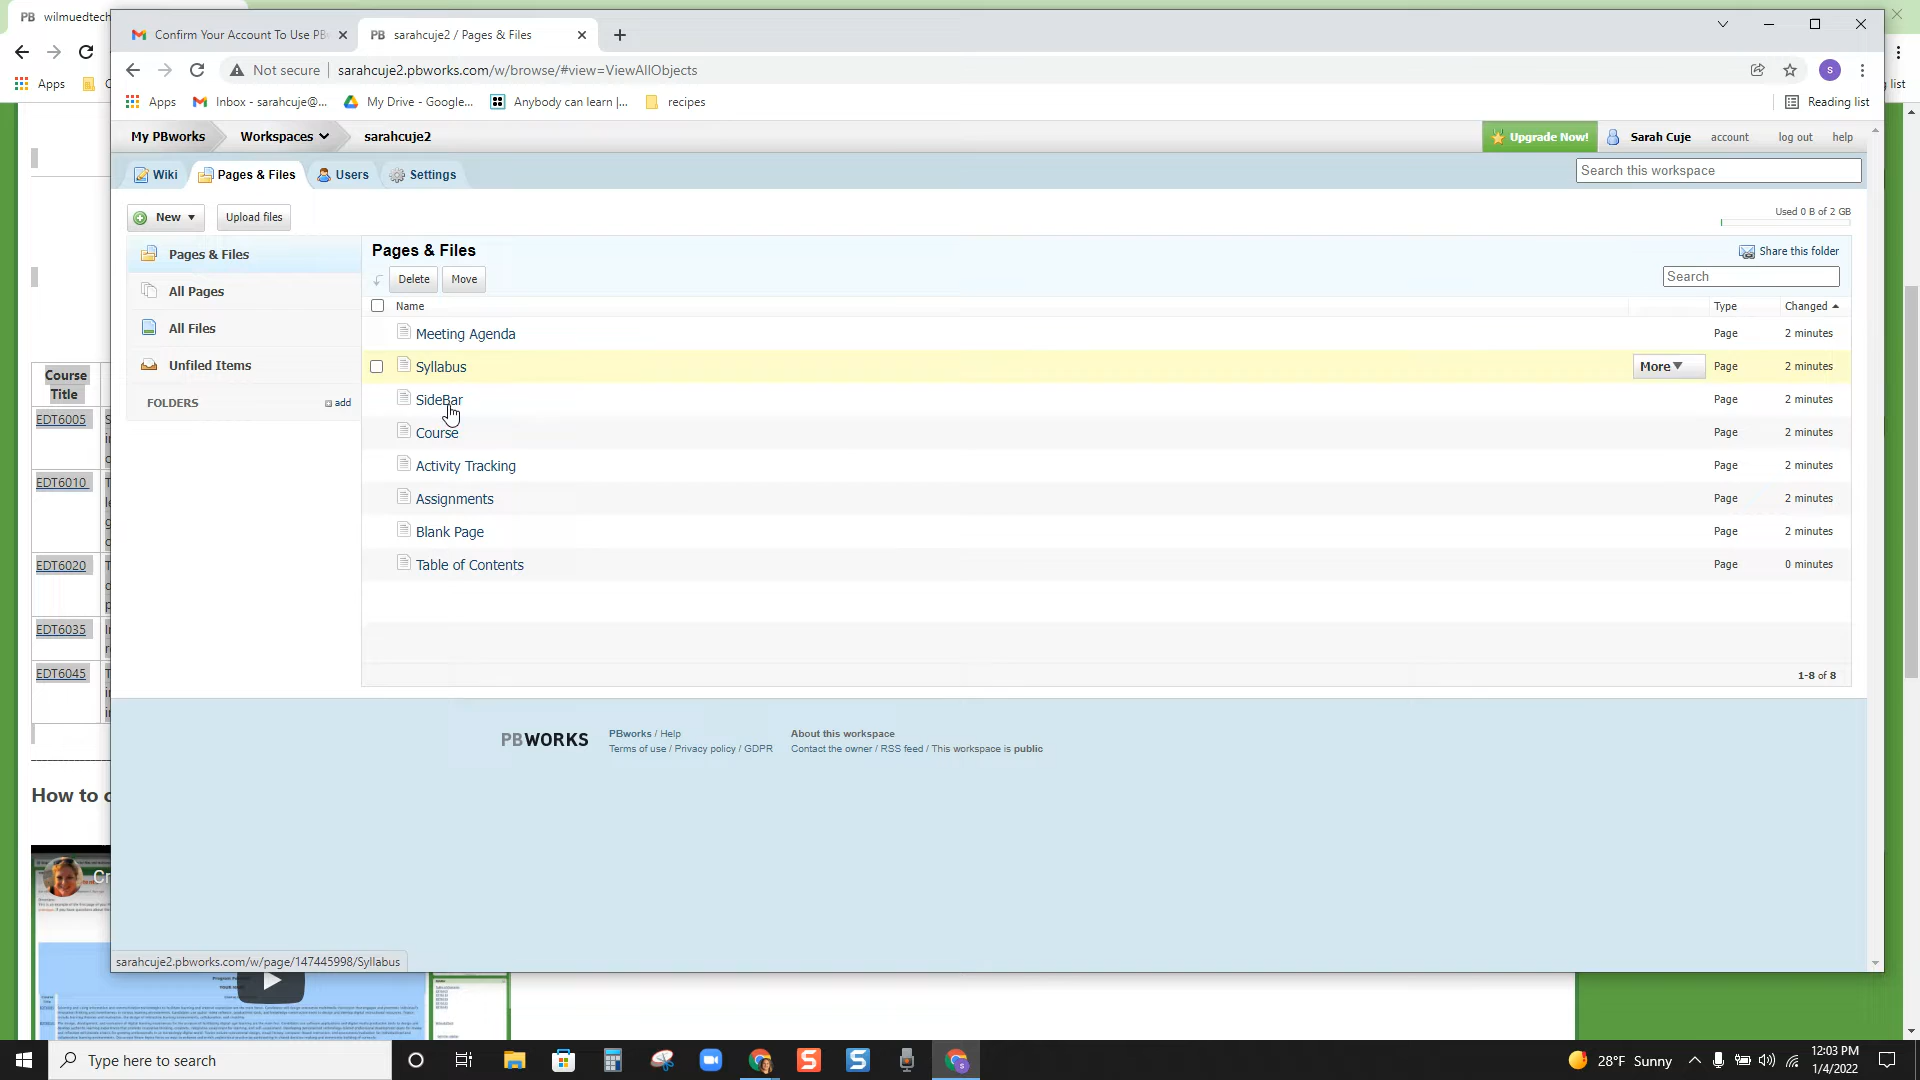 PB wilmuedtech
Confirm Your Account To Use PB
PB sarahcuje2 / Pages & Files
Not secure sarahcuje2.pbworks.com/w/browse/#view=ViewAllObjects
Apps
Apps Inbox - sarahcuje@... My Drive - Google... Anybody can learn |... recipes Reading list
g list
My PBworks Workspaces sarahcuje2 Upgrade Now! Sarah Cuje account log out help
Wiki Pages & Files Users Settings Search this workspace
New Upload files Used 0 B of 2 GB
Pages & Files
All Pages
All Files
Unfiled Items
FOLDERS add
Pages & Files Share this folder
Delete Move Search
Name Type Changed
Meeting Agenda Page 2 minutes
Syllabus More Page 2 minutes
SideBar Page 2 minutes
Course Page 2 minutes
Activity Tracking Page 2 minutes
Assignments Page 2 minutes
Blank Page Page 2 minutes
Table of Contents Page 0 minutes
1-8 of 8
PBWORKS
PBworks / Help
Terms of use / Privacy policy / GDPR
About this workspace
Contact the owner / RSS feed / This workspace is public
Course
Title
EDT6005
EDT6010
EDT6020
EDT6035
EDT6045
How to c
Cr
sarahcuje2.pbworks.com/w/page/147445998/Syllabus
YOUR NAME
Type here to search
28°F Sunny
12:03 PM
1/4/2022